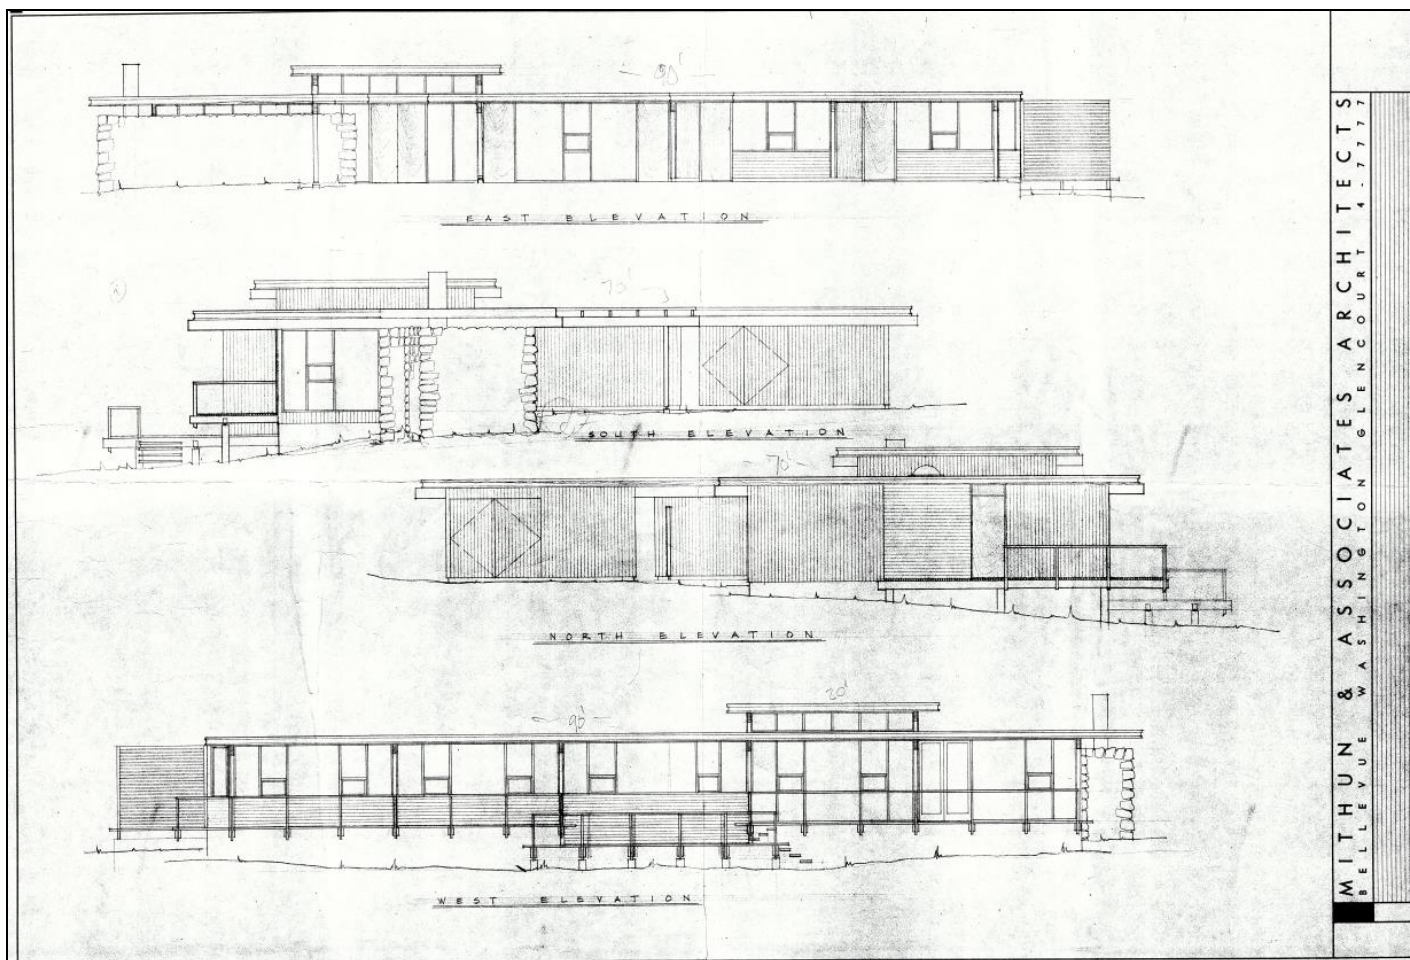 90'
EAST ELEVATION
70'
SOUTH ELEVATION
70'
NORTH ELEVATION
20'
90'
WEST ELEVATION
MITHUN & ASSOCIATES ARCHITECTS
BELLEVUE WASHINGTON GLENCOURT 4-7777